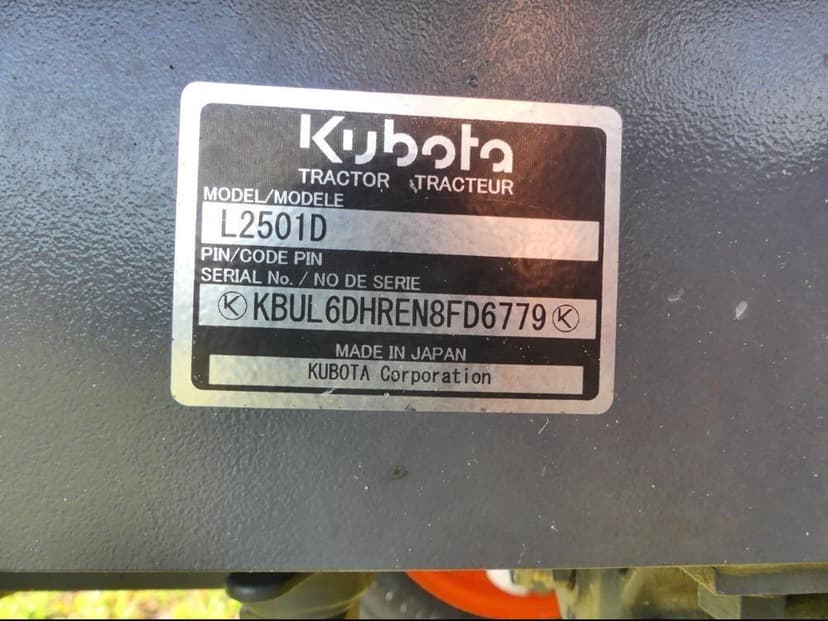 Kubota
TRACTOR TRACTEUR
MODEL/MODELE
L2501D
PIN/CODE PIN
SERIAL No. / NO DE SERIE
K KBUL6DHREN8FD6779 K
MADE IN JAPAN
KUBOTA Corporation